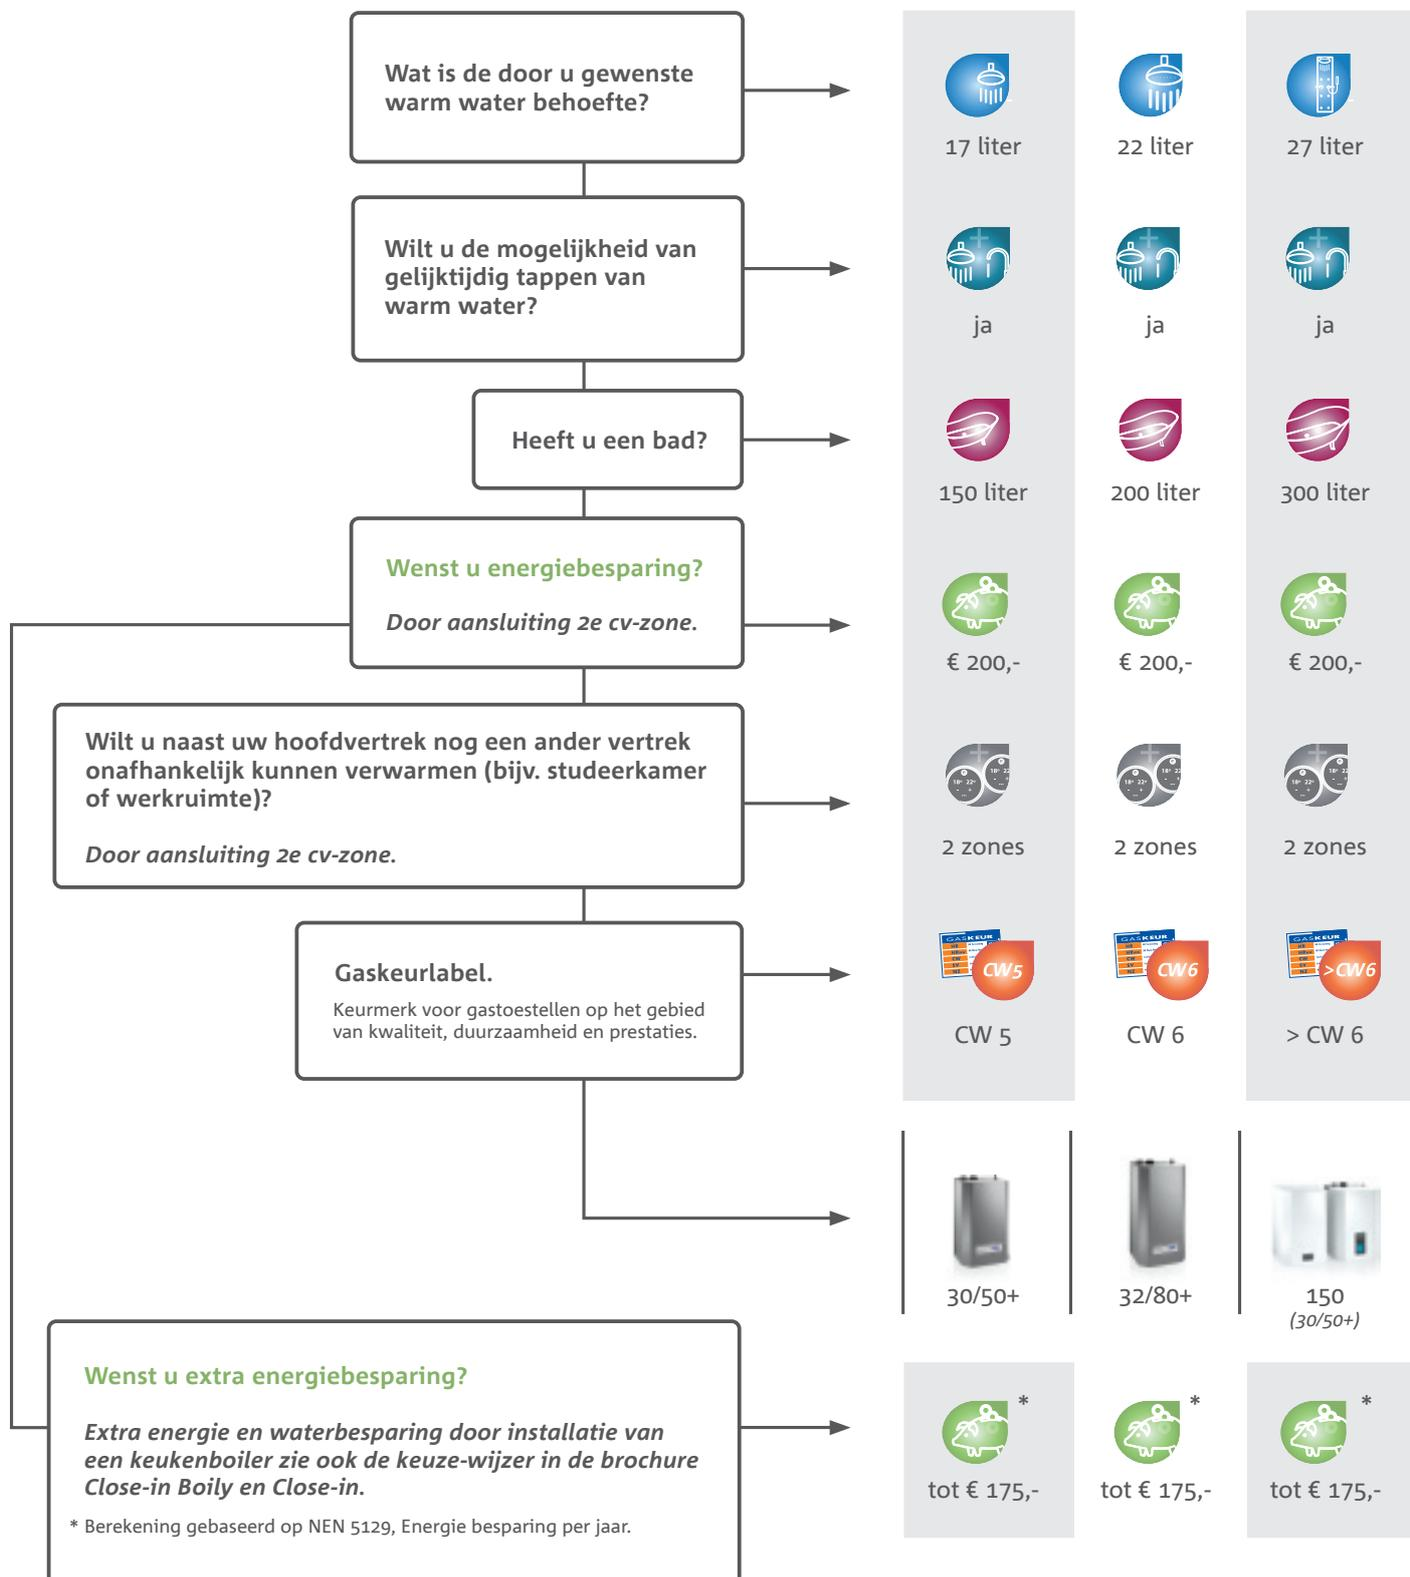 Wat is de door u gewenste
warm water behoefte?
17 liter
22 liter
27 liter
Wilt u de mogelijkheid van
gelijktijdig tappen van
warm water?
ja
ja
ja
Heeft u een bad?
150 liter
200 liter
300 liter
Wenst u energiebesparing?
Door aansluiting 2e cv-zone.
€ 200,-
€ 200,-
€ 200,-
Wilt u naast uw hoofdvertrek nog een ander vertrek
onafhankelijk kunnen verwarmen (bijv. studeerkamer
of werkruimte)?
Door aansluiting 2e cv-zone.
2 zones
2 zones
2 zones
Gaskeurlabel.
Keurmerk voor gastoestellen op het gebied
van kwaliteit, duurzaamheid en prestaties.
GASKEUR
CW5
GASKEUR
CW6
GASKEUR
>CW6
CW 5
CW 6
> CW 6
30/50+
32/80+
150
(30/50+)
Wenst u extra energiebesparing?
Extra energie en waterbesparing door installatie van
een keukenboiler zie ook de keuze-wijzer in de brochure
Close-in Boily en Close-in.
* Berekening gebaseerd op NEN 5129, Energie besparing per jaar.
*
*
*
tot € 175,-
tot € 175,-
tot € 175,-